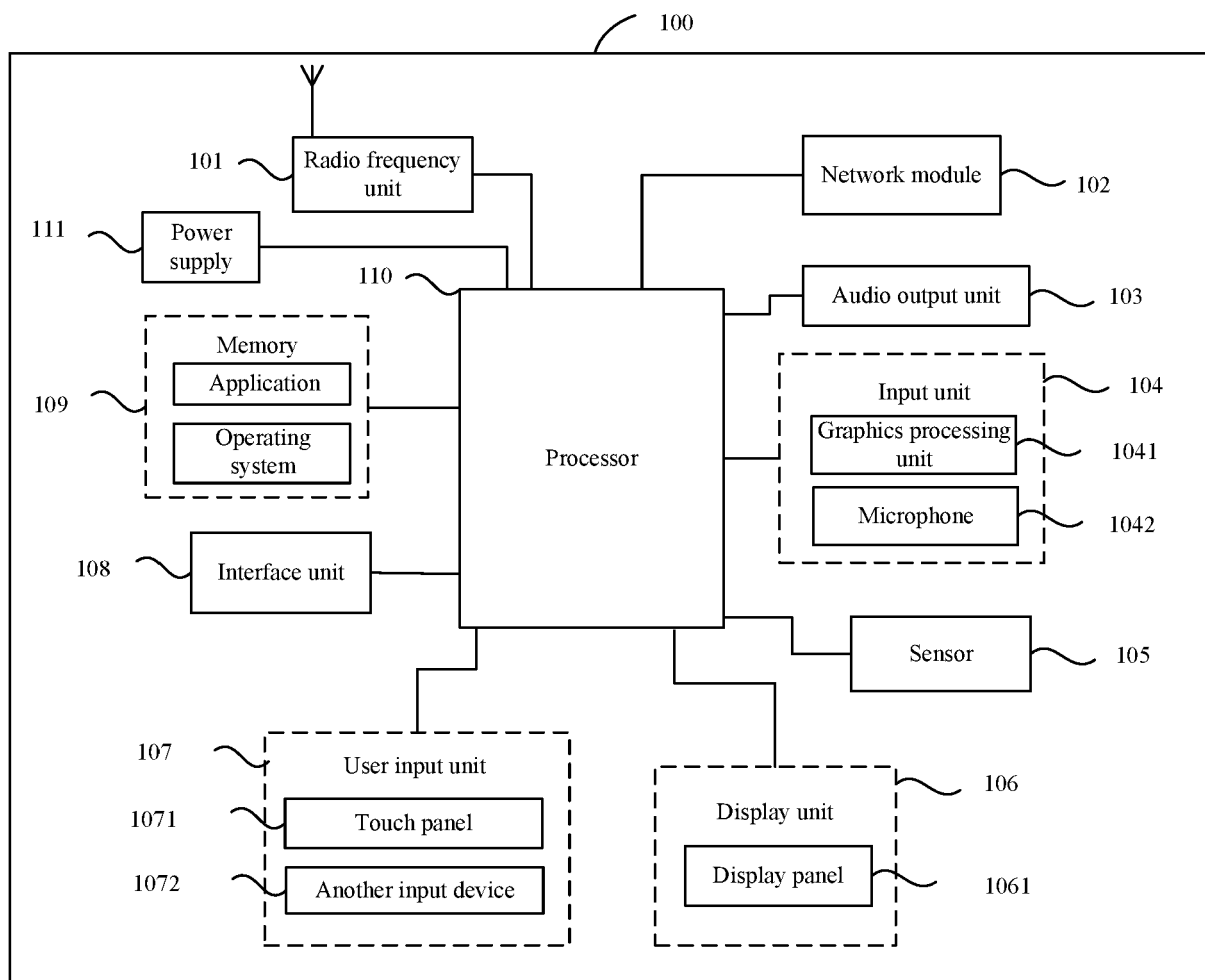 100
101
Radio frequency
unit
Network module
102
111
Power
supply
110
Audio output unit
103
Memory
Application
Operating
system
109
Processor
Input unit
104
Graphics processing
unit
1041
Microphone
1042
108
Interface unit
Sensor
105
107
User input unit
1071
Touch panel
1072
Another input device
106
Display unit
Display panel
1061